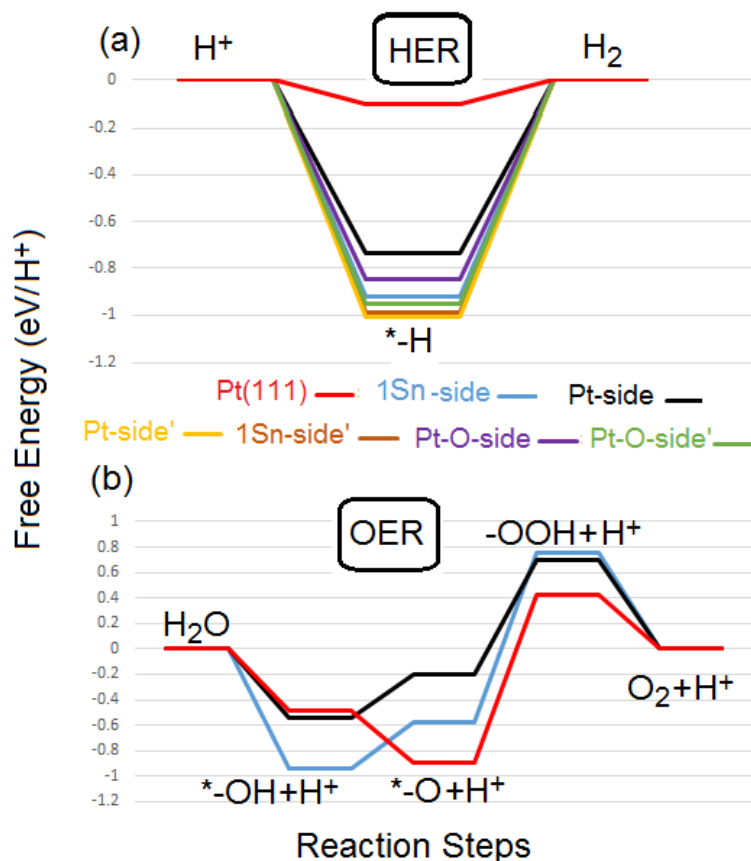 (a)
H⁺
HER
H₂
0
-0.2
-0.4
-0.6
-0.8
-1
-1.2
*-H
Free Energy (eV/H⁺)
Pt(111) 1Sn-side Pt-side
Pt-side' 1Sn-side' Pt-O-side Pt-O-side'
(b)
OER
1
0.8
0.6
0.4
0.2
0
-0.2
-0.4
-0.6
-0.8
-1
-1.2
H₂O
*-OH+H⁺
*-O+H⁺
-OOH+H⁺
O₂+H⁺
Reaction Steps